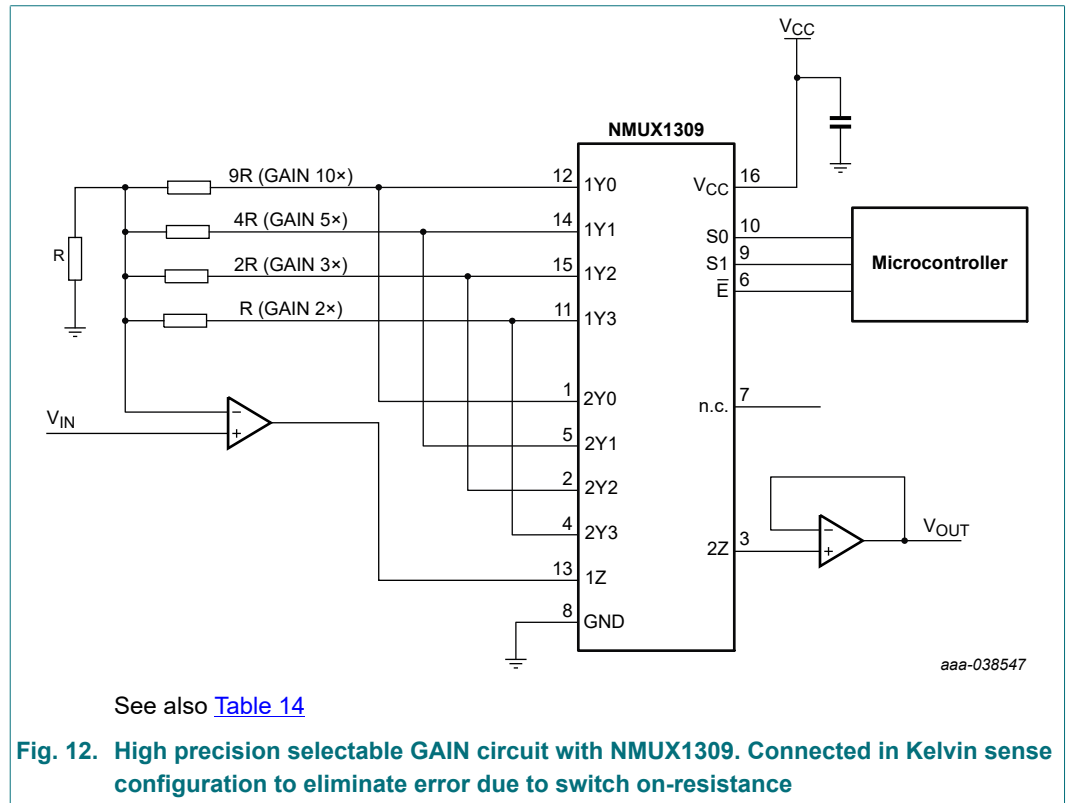 VCC
NMUX1309
9R (GAIN 10×)
12
1Y0
VCC
16
4R (GAIN 5×)
14
1Y1
S0
10
R
2R (GAIN 3×)
15
1Y2
S1
9
Microcontroller
R (GAIN 2×)
11
1Y3
E
6
1
2Y0
n.c.
7
VIN
−
+
5
2Y1
2
2Y2
4
2Y3
2Z
3
−
+
VOUT
13
1Z
8
GND
aaa-038547
See also Table 14
Fig. 12. High precision selectable GAIN circuit with NMUX1309. Connected in Kelvin sense
configuration to eliminate error due to switch on-resistance